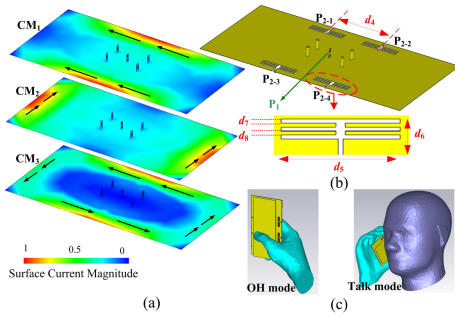 CM1
CM2
CM3
1
0.5
0
Surface Current Magnitude
(a)
P2-1
d4
P2-2
P2-3
P2-4
P1
d7
d8
d6
d5
(b)
OH mode
Talk mode
(c)